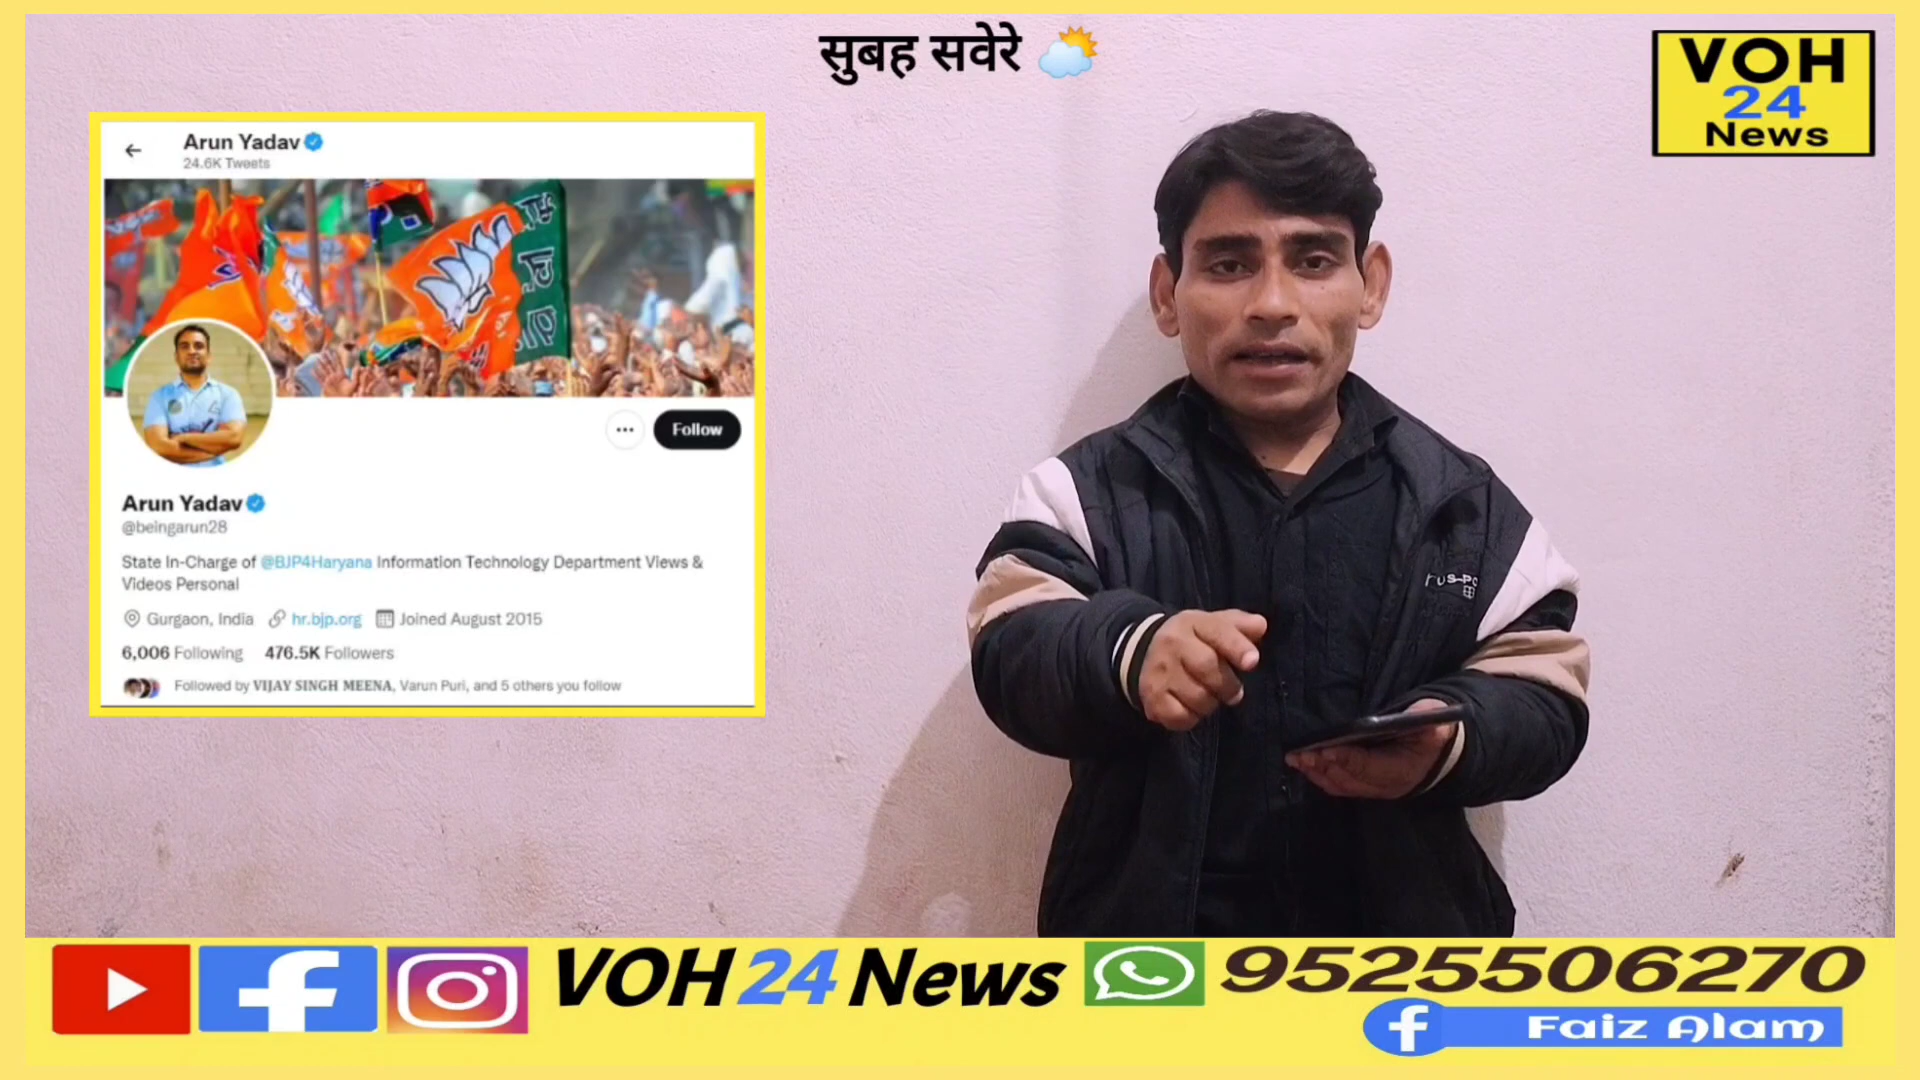 सुबह सवेरे
VOH
24
News
Arun Yadav
24.6K Tweets
Follow
Arun Yadav
@beingarun28
State In-Charge of @BJP4Haryana Information Technology Department Views &
Videos Personal
Gurgaon, India hr.bjp.org Joined August 2015
6,006 Following 476.5K Followers
Followed by VIJAY SINGH MEENA, Varun Puri, and 5 others you follow
VOH 24 News 9525506270
Faiz Alam